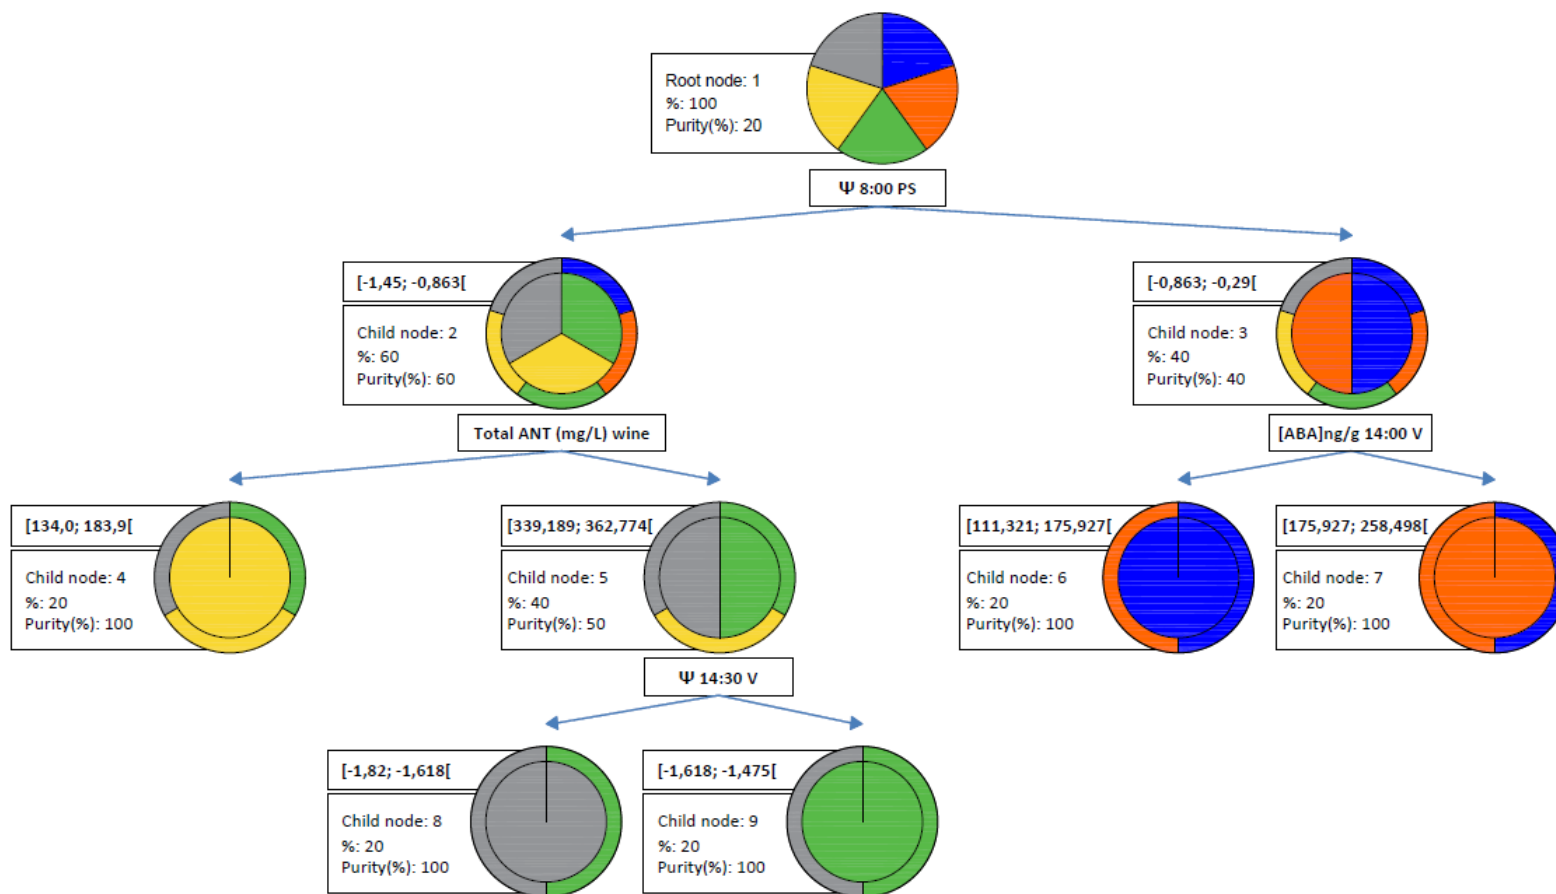 Root node: 1
%: 100
Purity(%): 20
Ψ 8:00 PS
[-1,45; -0,863[
Child node: 2
%: 60
Purity(%): 60
[-0,863; -0,29[
Child node: 3
%: 40
Purity(%): 40
Total ANT (mg/L) wine
[ABA]ng/g 14:00 V
[134,0; 183,9[
Child node: 4
%: 20
Purity(%): 100
[339,189; 362,774[
Child node: 5
%: 40
Purity(%): 50
[111,321; 175,927[
Child node: 6
%: 20
Purity(%): 100
[175,927; 258,498[
Child node: 7
%: 20
Purity(%): 100
Ψ 14:30 V
[-1,82; -1,618[
Child node: 8
%: 20
Purity(%): 100
[-1,618; -1,475[
Child node: 9
%: 20
Purity(%): 100